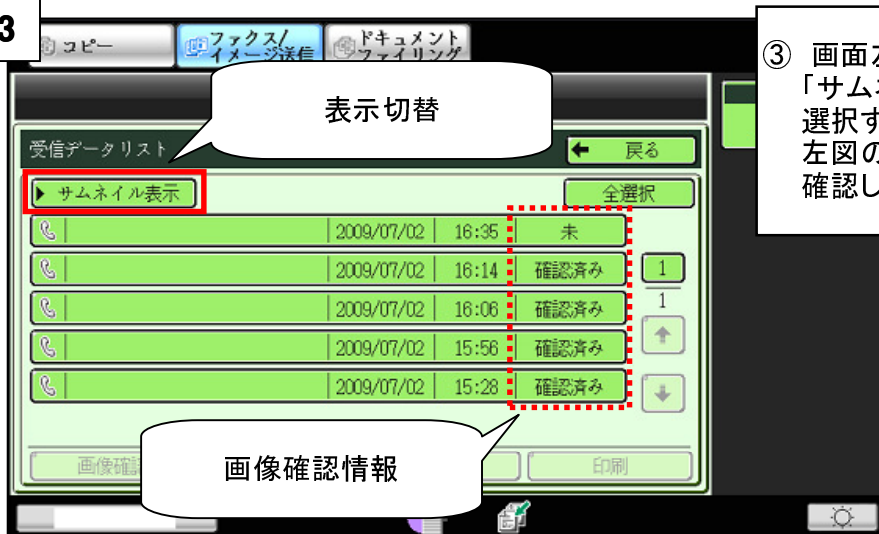 3
コピー
ファクス/
イメージ送信
ドキュメント
ファイリング
表示切替
受信データリスト
戻る
サムネイル表示
全選択
2009/07/02 16:35 未
2009/07/02 16:14 確認済み
2009/07/02 16:06 確認済み
2009/07/02 15:56 確認済み
2009/07/02 15:28 確認済み
1
1
画像確認
画像確認情報
印刷
③ 画面
「サム
選択す
左図の
確認し